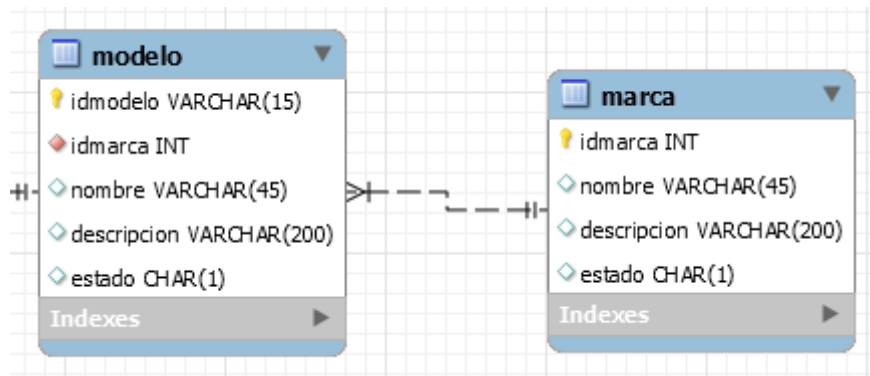 modelo
idmodelo VARCHAR(15)
idmarca INT
nombre VARCHAR(45)
descripcion VARCHAR(200)
estado CHAR(1)
Indexes
marca
idmarca INT
nombre VARCHAR(45)
descripcion VARCHAR(200)
estado CHAR(1)
Indexes